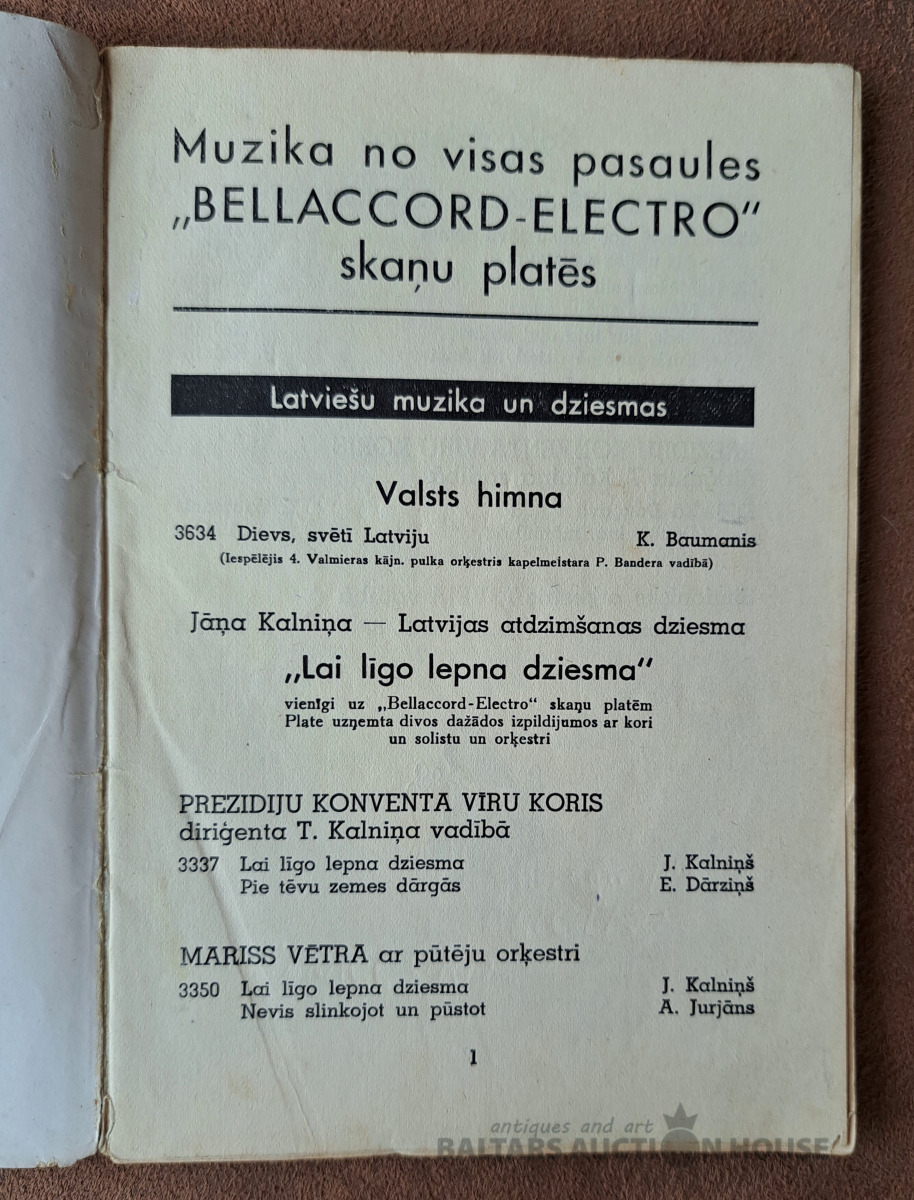 Muzika no visas pasaules
„BELLACCORD-ELECTRO“
skaņu platēs
Latviešu muzika un dziesmas
Valsts himna
3634 Dievs, svētī Latviju K. Baumanis
(Iespēlējis 4. Valmieras kājn. pulka orķestris kapelmeistara P. Bandera vadībā)
Jāņa Kalniņa — Latvijas atdzimšanas dziesma
„Lai līgo lepna dziesma“
vienīgi uz „Bellaccord-Electro“ skaņu platēm
Plate uzņemta divos dažādos izpildijumos ar kori
un solistu un orķestri
PREZIDIJU KONVENTA VĪRU KORIS
diriģenta T. Kalniņa vadībā
3337 Lai līgo lepna dziesma J. Kalniņš
Pie tēvu zemes dārgās E. Dārziņš
MARISS VĒTRA ar pūtēju orķestri
3350 Lai līgo lepna dziesma J. Kalniņš
Nevis slinkojot un pūstot A. Jurjāns
1
antiques and art
BALTARS AUCTION HOUSE